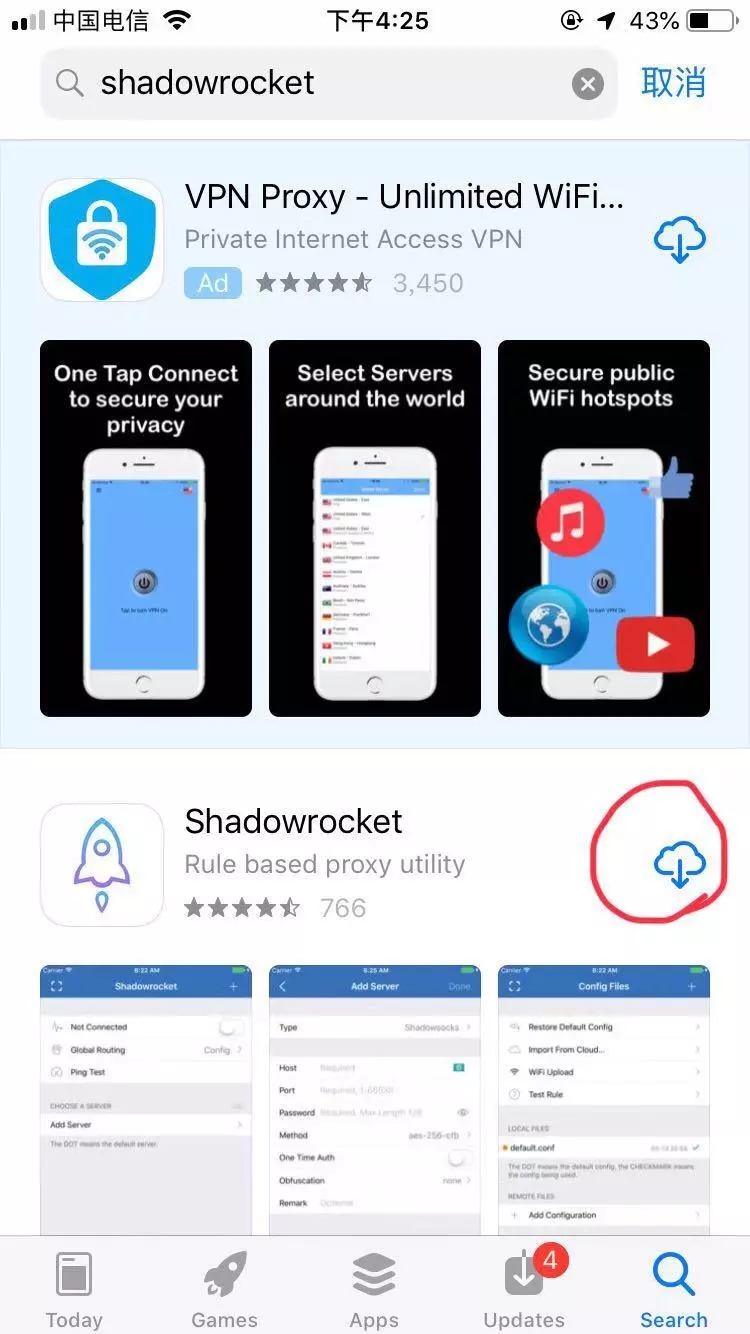 中国电信
下午4:25
43%
shadowrocket
取消
VPN Proxy - Unlimited WiFi...
Private Internet Access VPN
Ad
3,450
One Tap Connect
to secure your
privacy
Tap to turn VPN On
Select Servers
around the world
Secure public
WiFi hotspots
Shadowrocket
Rule based proxy utility
766
Carrier
8:22 AM
Shadowrocket
Not Connected
Global Routing
Config
Ping Test
CHOOSE A SERVER
Add Server
The DOT means the default server.
Carrier
8:25 AM
Add Server
Done
Type
Shadowsocks
Host
Required
Port
Password
Method
aes-256-cfb
One Time Auth
Obfuscation
none
Remark
Optional
Carrier
8:22 AM
Config Files
Restore Default Config
Import From Cloud...
WiFi Upload
Test Rule
LOCAL FILES
default.conf
The DOT means the default config, the CHECKMARK means
the config being used.
REMOTE FILES
Add Configuration
Today
Games
Apps
4
Updates
Search